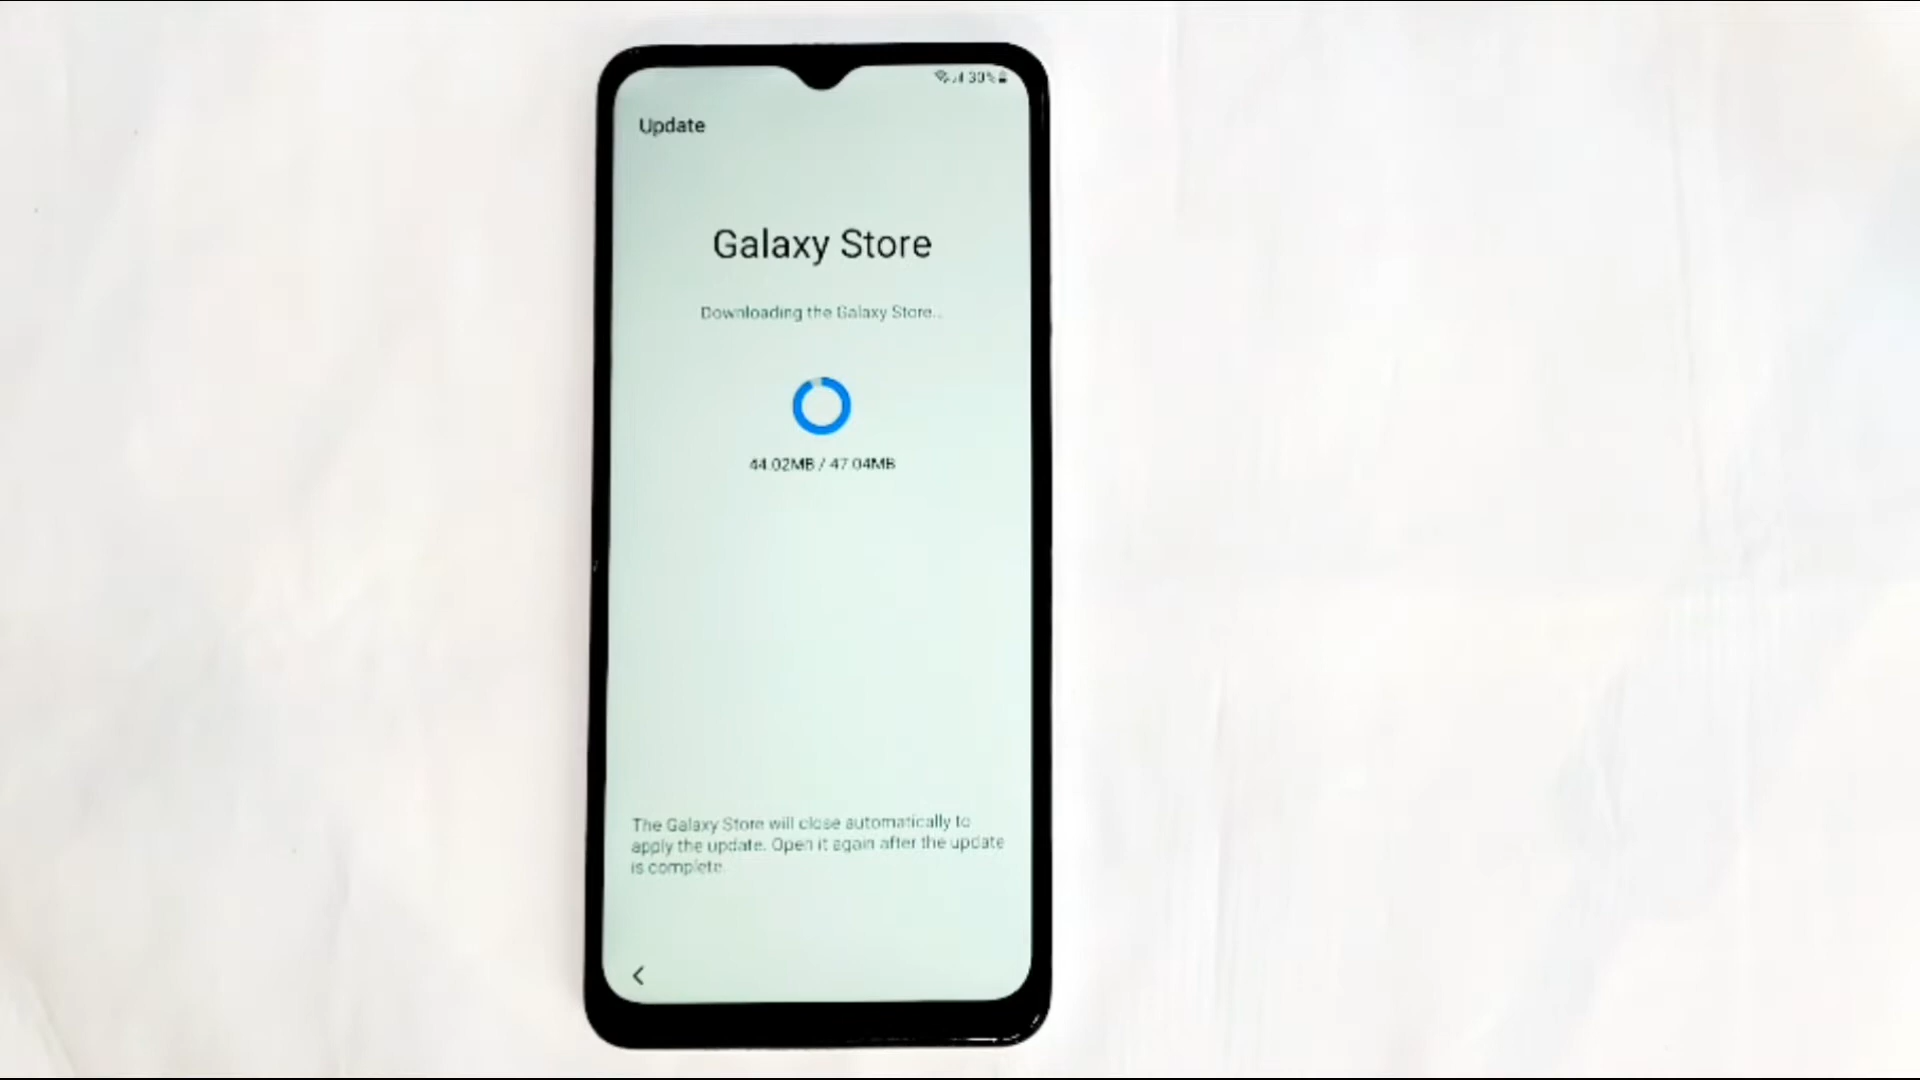 30%
Update
Galaxy Store
Downloading the Galaxy Store...
44.02MB / 47.04MB
The Galaxy Store will close automatically to
apply the update. Open it again after the update
is complete.